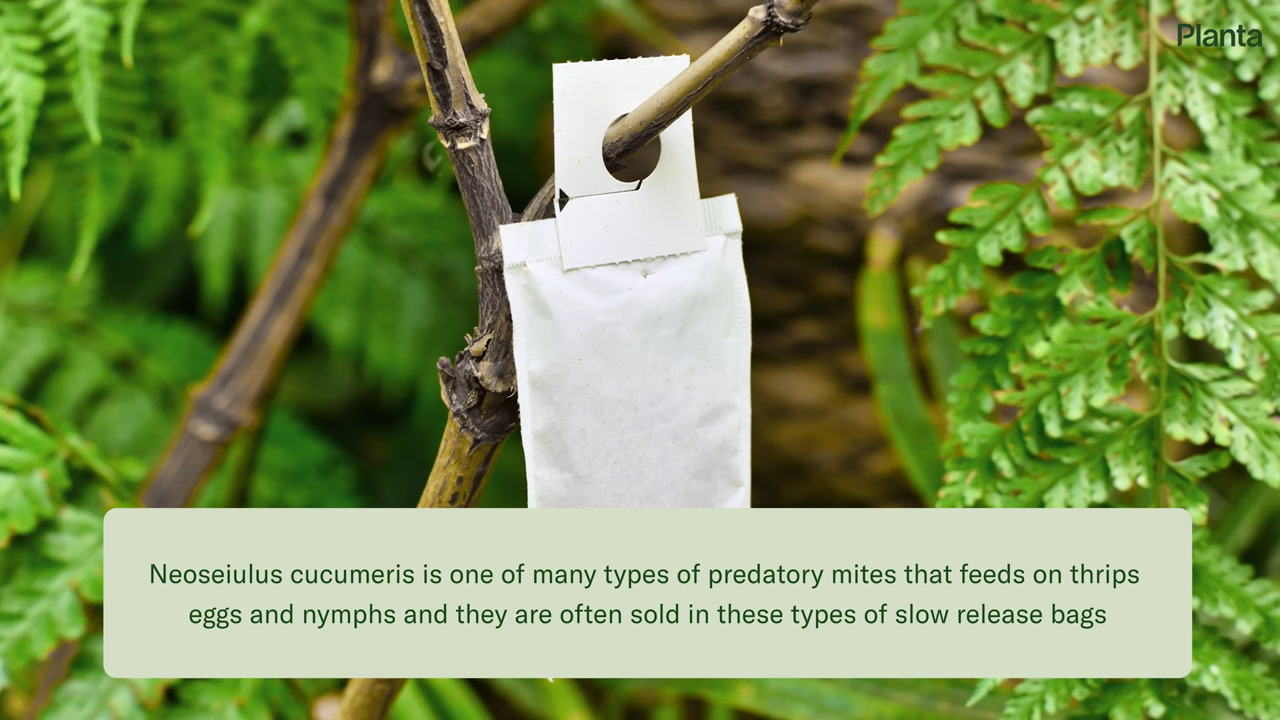 Planta
Neoseiulus cucumeris is one of many types of predatory mites that feeds on thrips
eggs and nymphs and they are often sold in these types of slow release bags